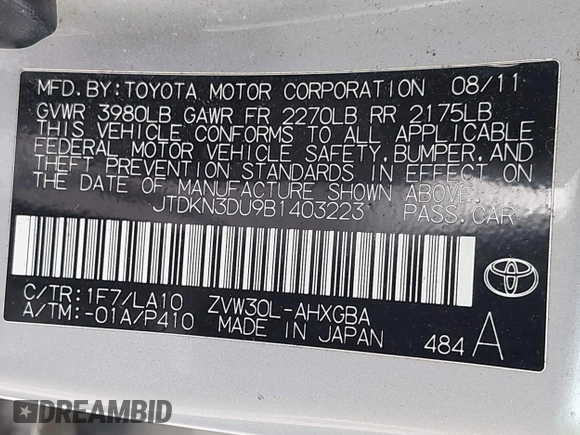 MFD.BY:TOYOTA MOTOR CORPORATION 08/11
GVWR 3980LB GAWR FR 2270LB RR 2175LB
THIS VEHICLE CONFORMS TO ALL APPLICABLE
FEDERAL MOTOR VEHICLE SAFETY,BUMPER,AND
THEFT PREVENTION STANDARDS IN EFFECT ON
THE DATE OF MANUFACTURE SHOWN ABOVE.
JTDKN3DU9B1403223 PASS.CAR
C/TR:1F7/LA10 ZVW30L-AHXGBA
A/TM:-01A/P410 MADE IN JAPAN 484 A
DREAMBID